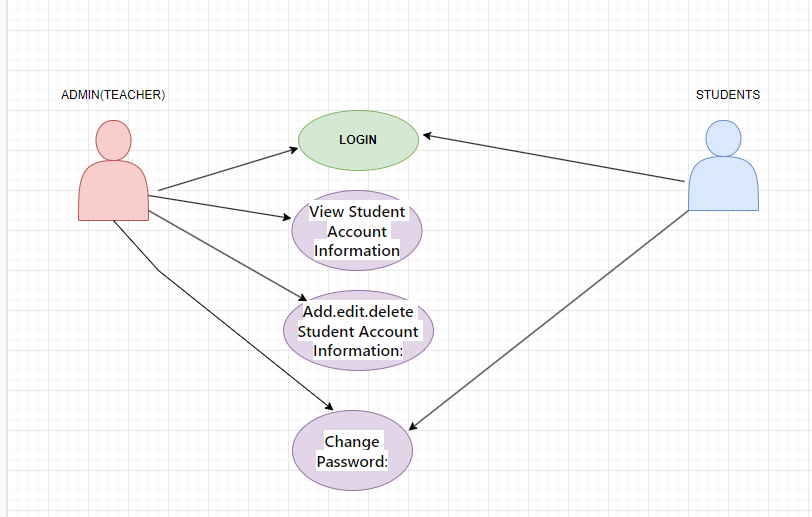 ADMIN(TEACHER)
STUDENTS
LOGIN
View Student
Account
Information
Add.edit.delete
Student Account
Information:
Change
Password: